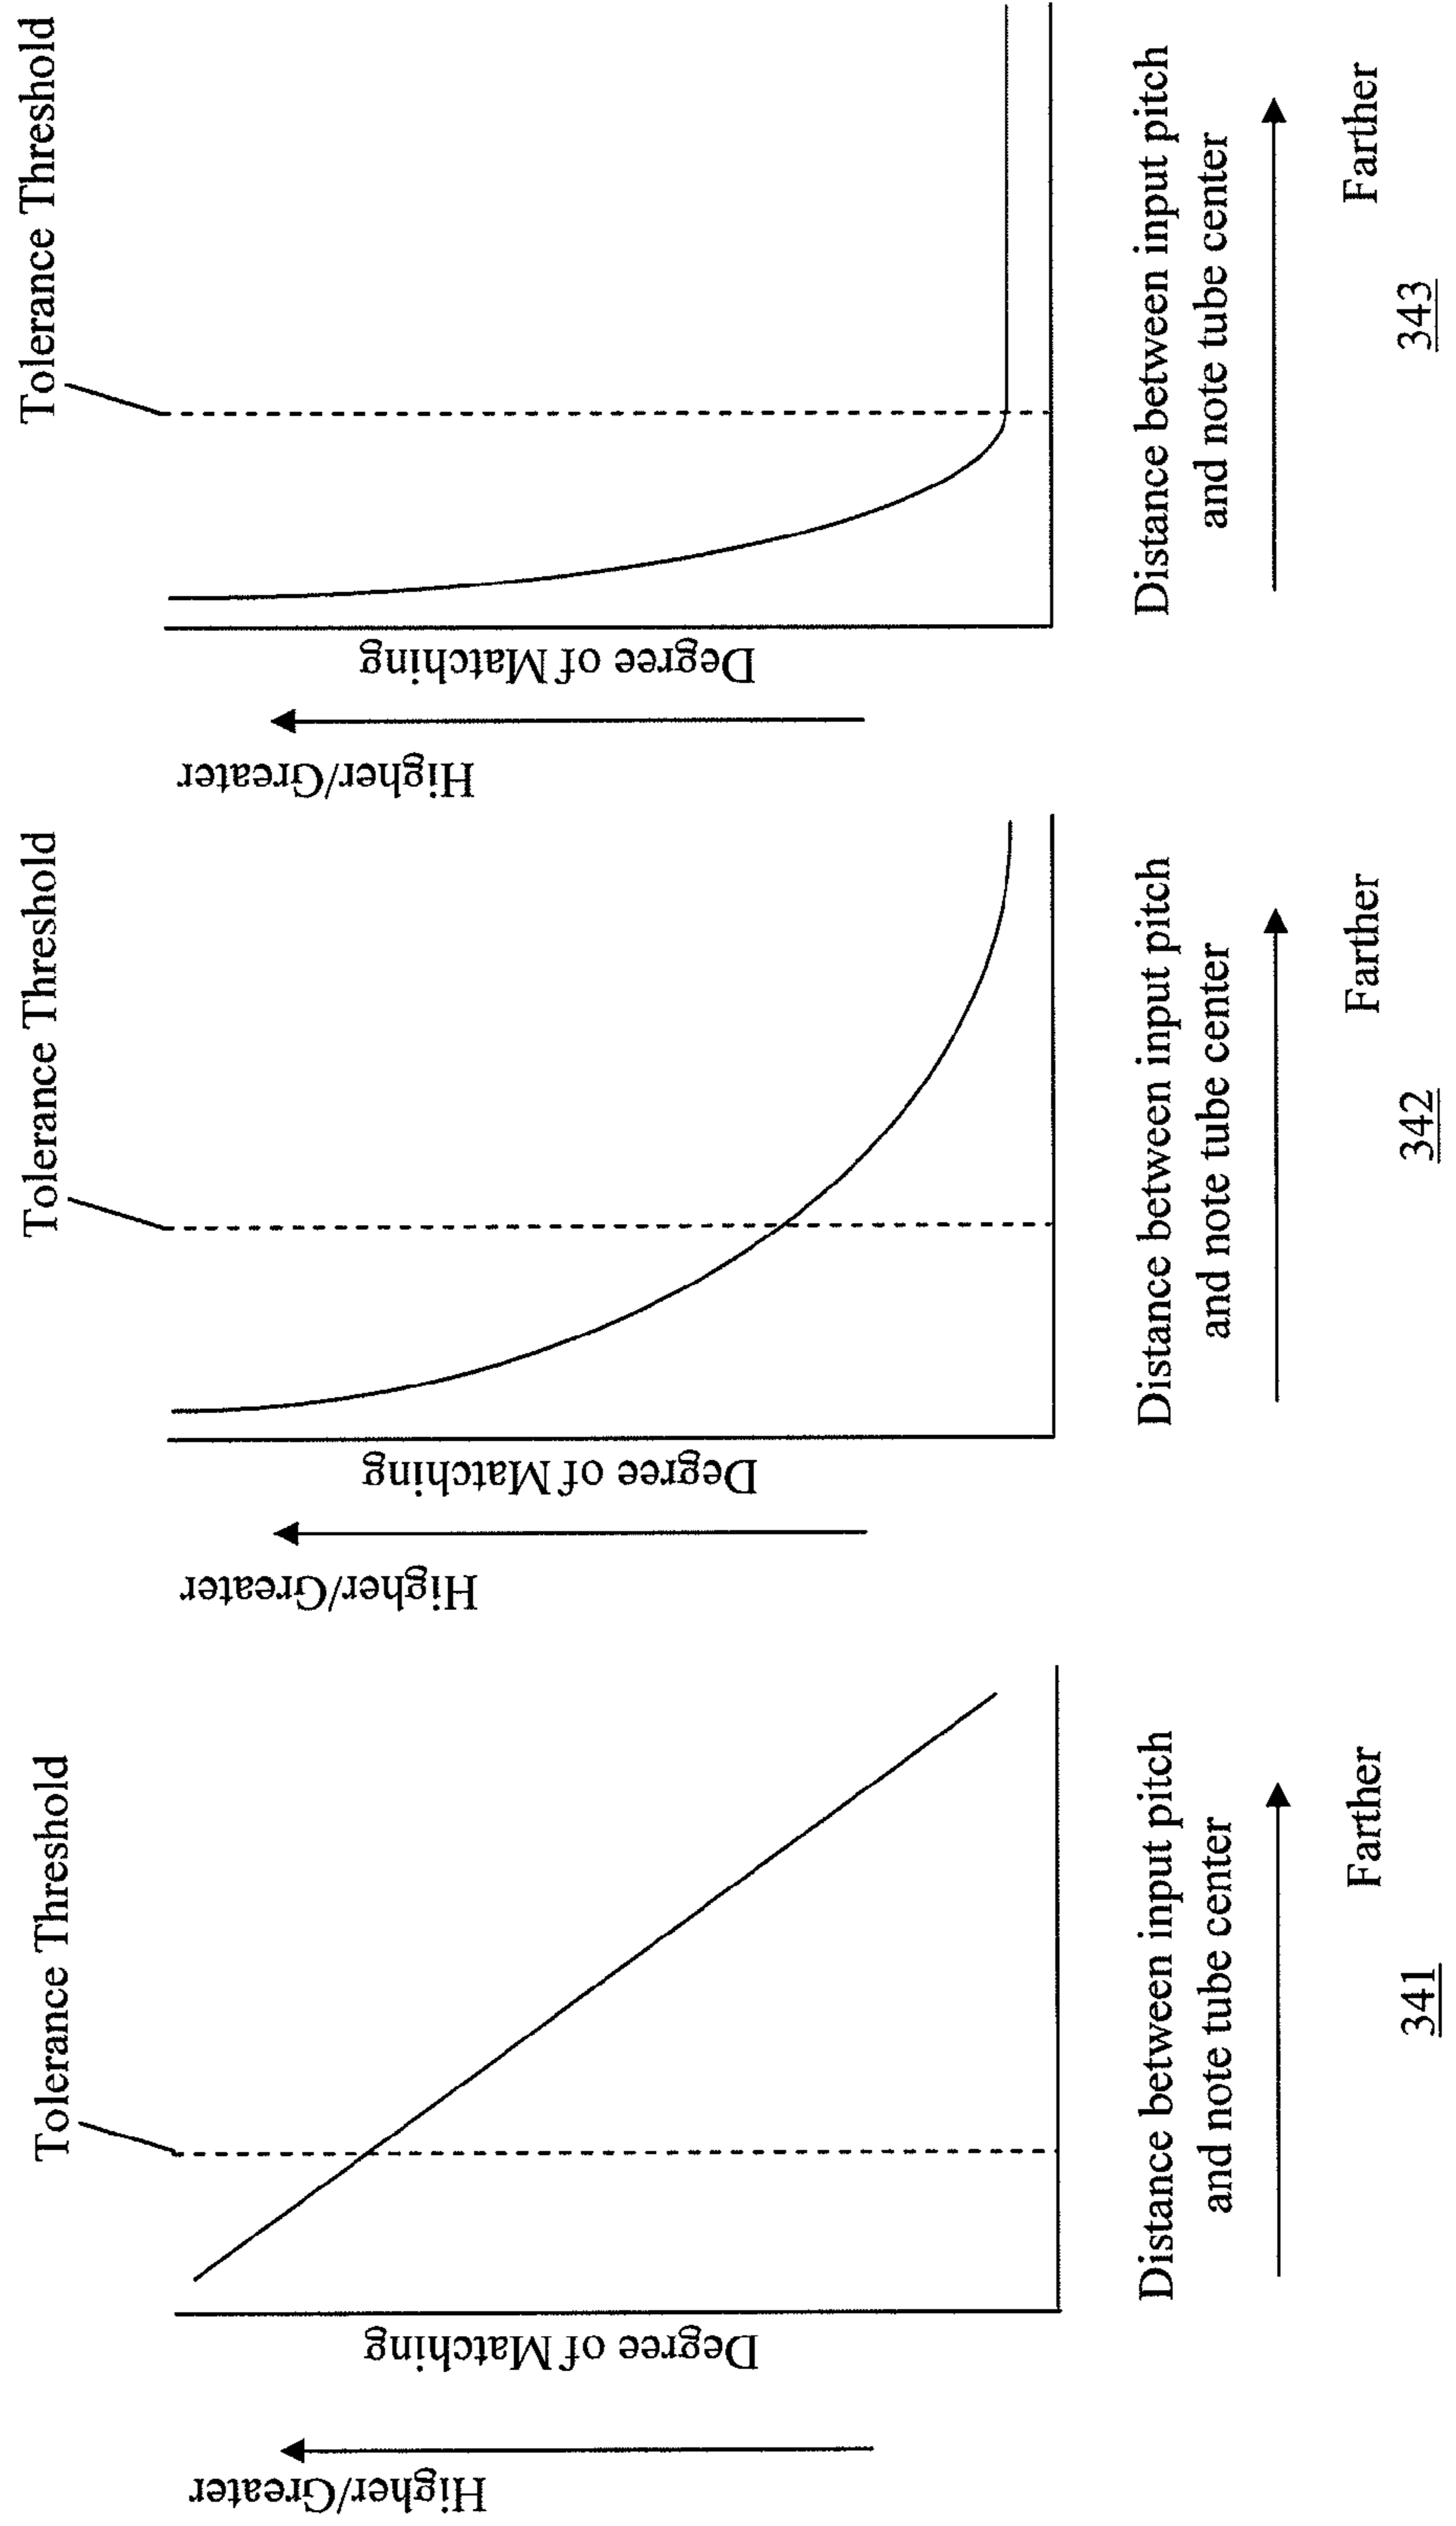 Tolerance Threshold
Higher/Greater
Degree of Matching
Distance between input pitch
and note tube center
Farther
341
Tolerance Threshold
Higher/Greater
Degree of Matching
Distance between input pitch
and note tube center
Farther
342
Tolerance Threshold
Higher/Greater
Degree of Matching
Distance between input pitch
and note tube center
Farther
343